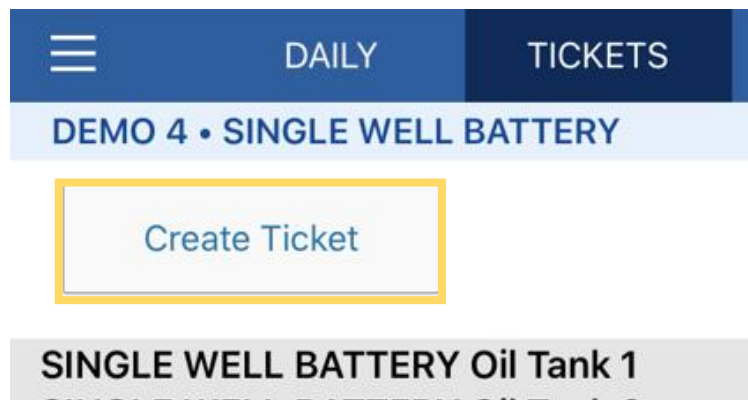 DAILY TICKETS
DEMO 4 • SINGLE WELL BATTERY
Create Ticket
SINGLE WELL BATTERY Oil Tank 1